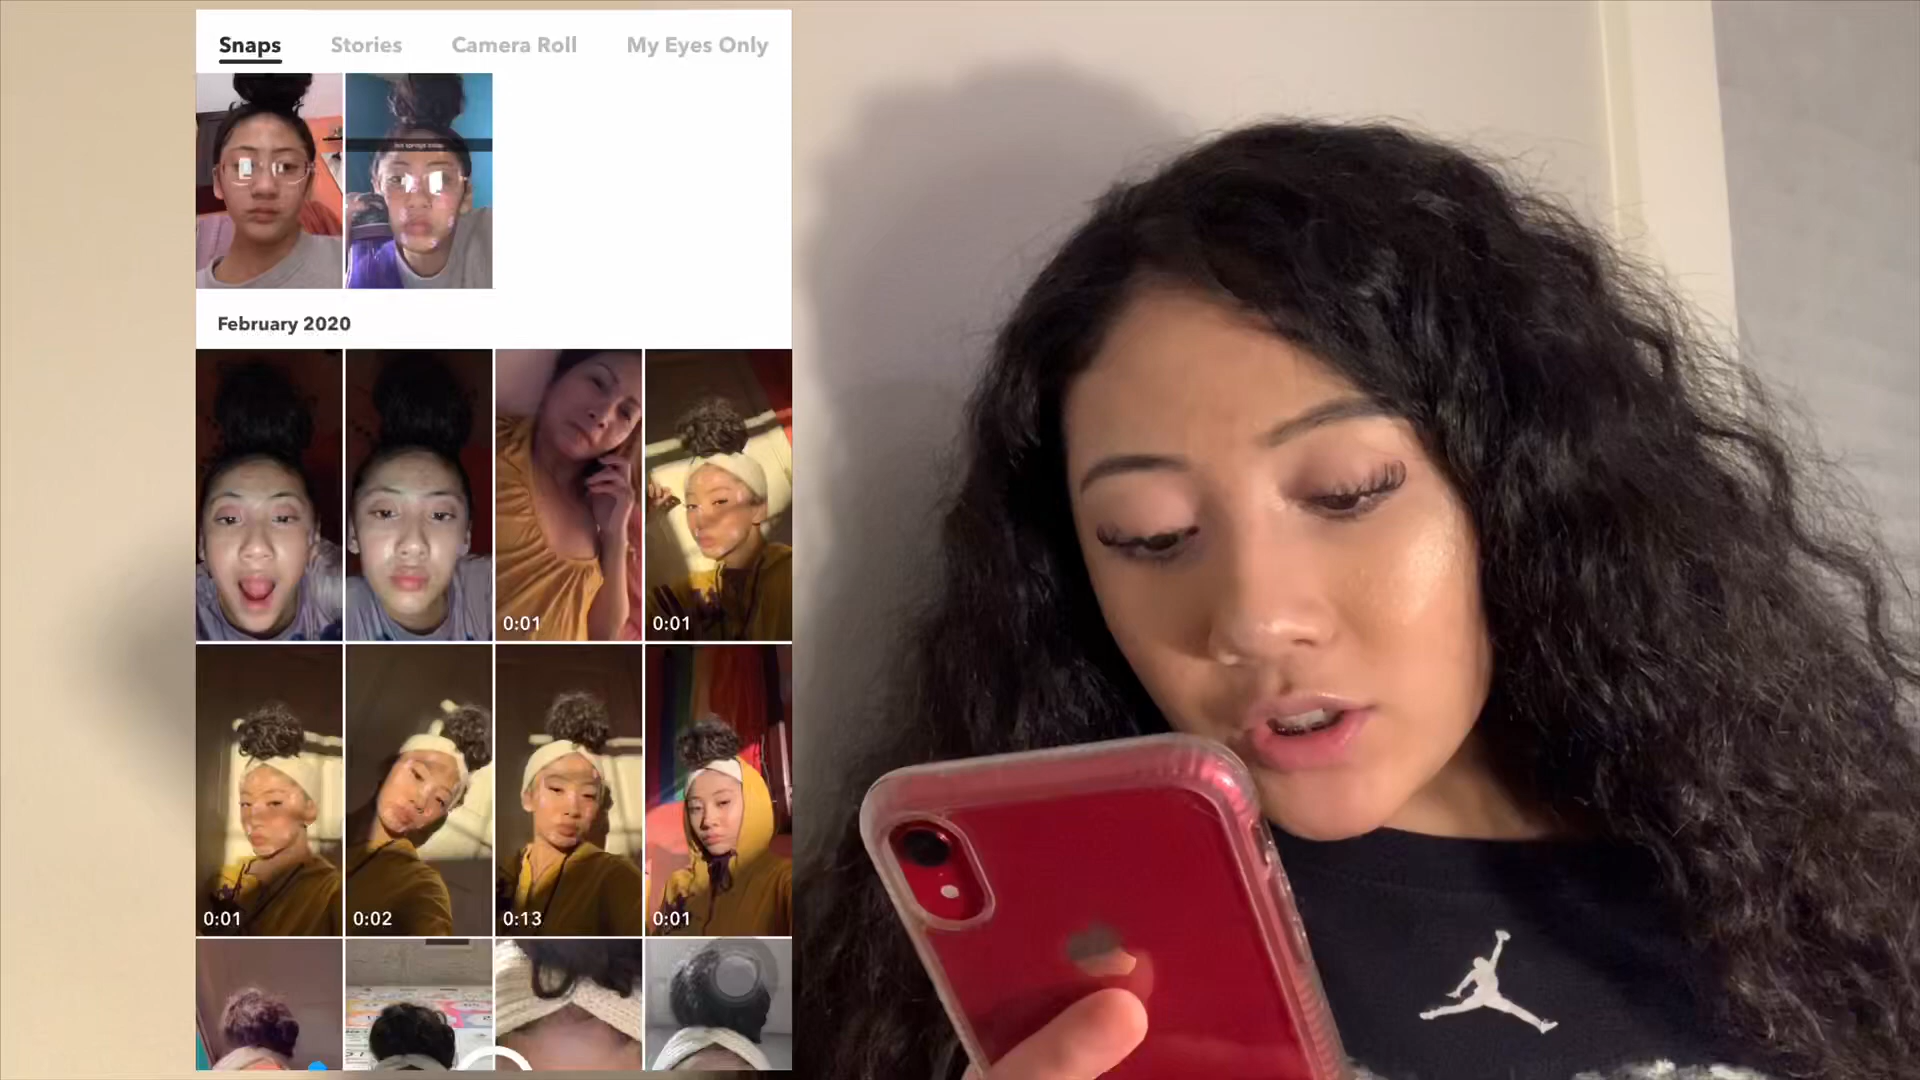 Snaps Stories Camera Roll My Eyes Only
February 2020
0:01 0:01
0:01 0:02 0:13 0:01